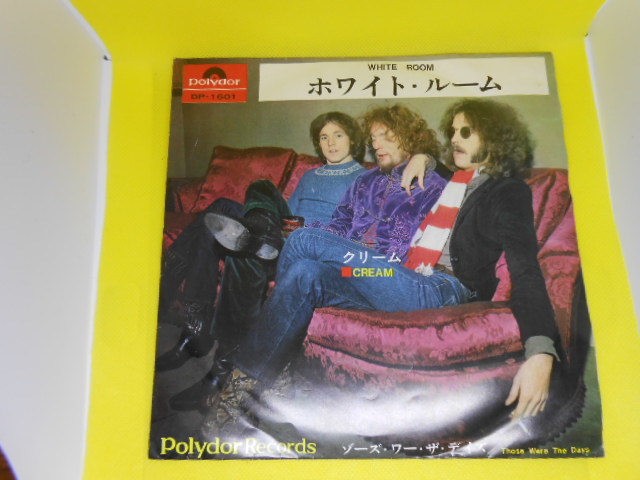 polydor
DP-1601
WHITE ROOM
ホワイト・ルーム
クリーム
CREAM
Polydor Records
ゾーズ・ワー・ザ・デイズ Those Were The Days